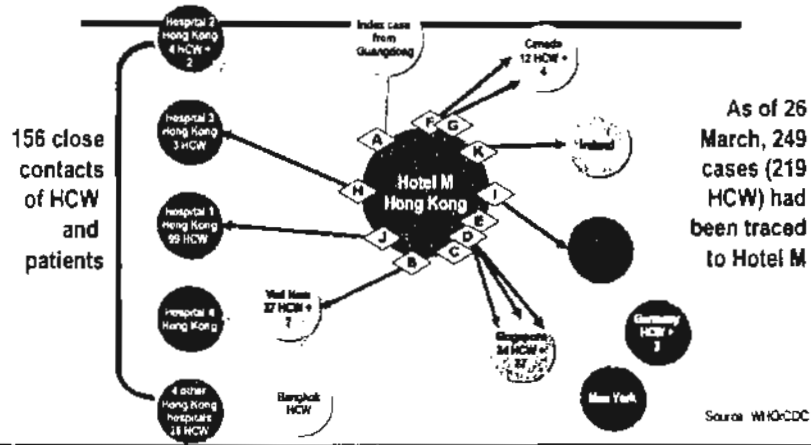 Hospital 2
Hong Kong
4 HCW +
2
Index case
from
Guangdong
Canada
12 HCW +
4
156 close
contacts
of HCW
and
patients
Hospital 3
Hong Kong
3 HCW
A
F
G
K
Ireland
As of 26
March, 249
cases (219
HCW) had
been traced
to Hotel M
Hotel M
Hong Kong
H
I
E
D
C
B
J
Hospital 1
Hong Kong
99 HCW
Hospital 4
Hong Kong
Viet Nam
37 HCW +
Singapore
34 HCW +
37
Germany
HCW +
4 other
Hong Kong
hospitals
28 HCW
Bangkok
HCW
New York
Source: WHO/CDC